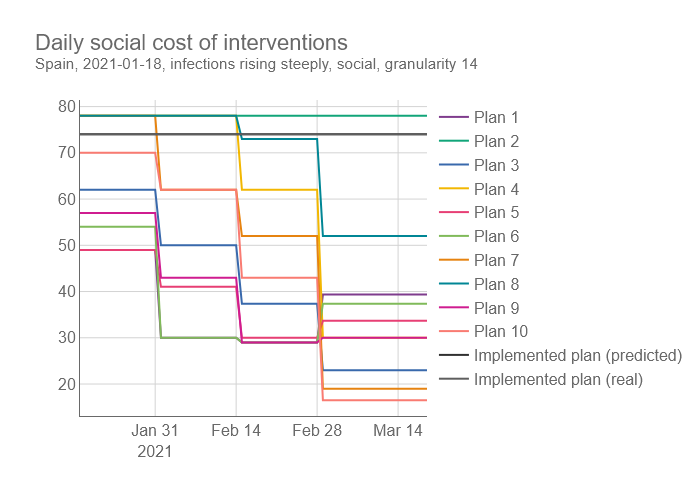 Daily social cost of interventions
Spain, 2021-01-18, infections rising steeply, social, granularity 14
80
70
60
50
40
30
20
Jan 31
2021
Feb 14
Feb 28
Mar 14
Plan 1
Plan 2
Plan 3
Plan 4
Plan 5
Plan 6
Plan 7
Plan 8
Plan 9
Plan 10
Implemented plan (predicted)
Implemented plan (real)